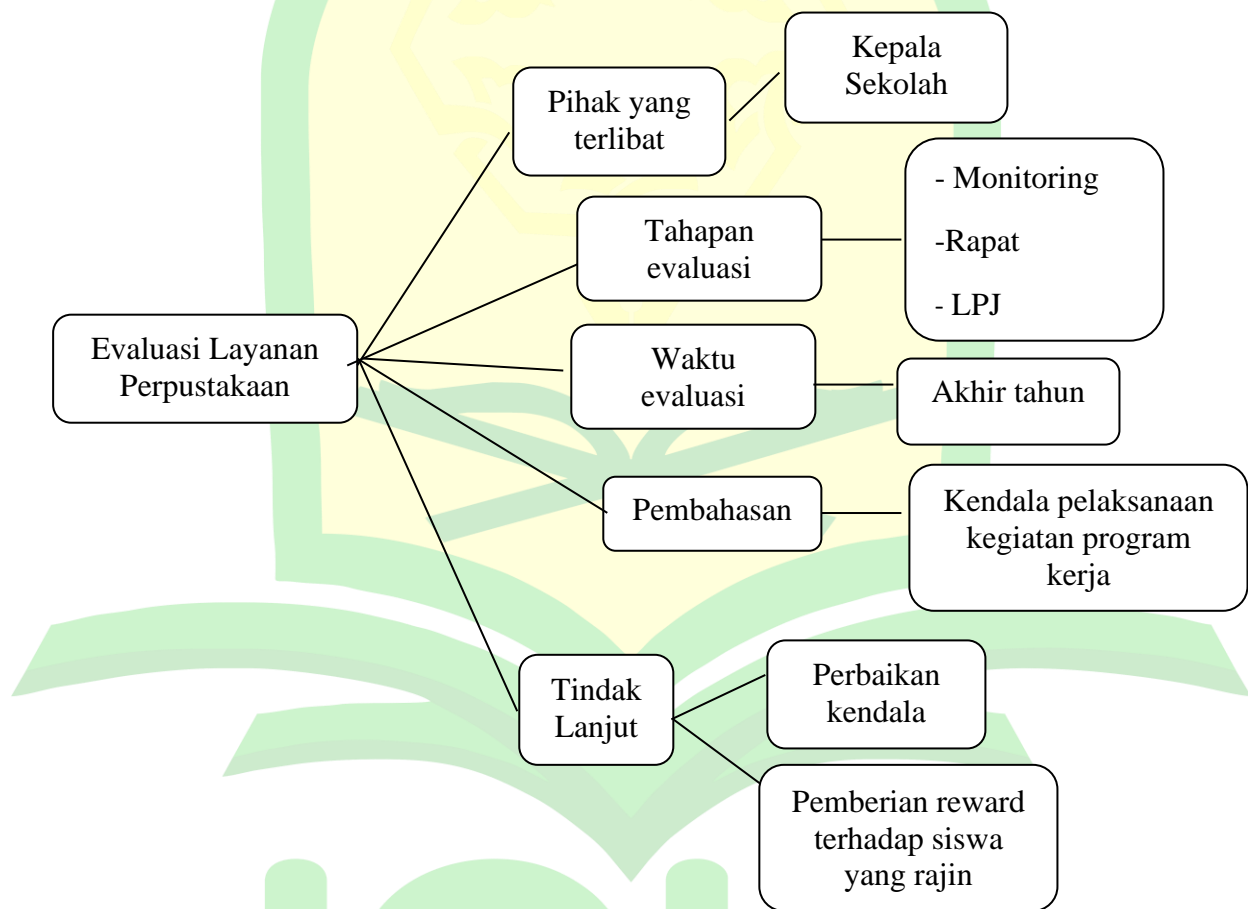 Kepala
Sekolah
Pihak yang
terlibat
- Monitoring
-Rapat
- LPJ
Tahapan
evaluasi
Evaluasi Layanan
Perpustakaan
Waktu
evaluasi
Akhir tahun
Pembahasan
Kendala pelaksanaan
kegiatan program
kerja
Tindak
Lanjut
Perbaikan
kendala
Pemberian reward
terhadap siswa
yang rajin